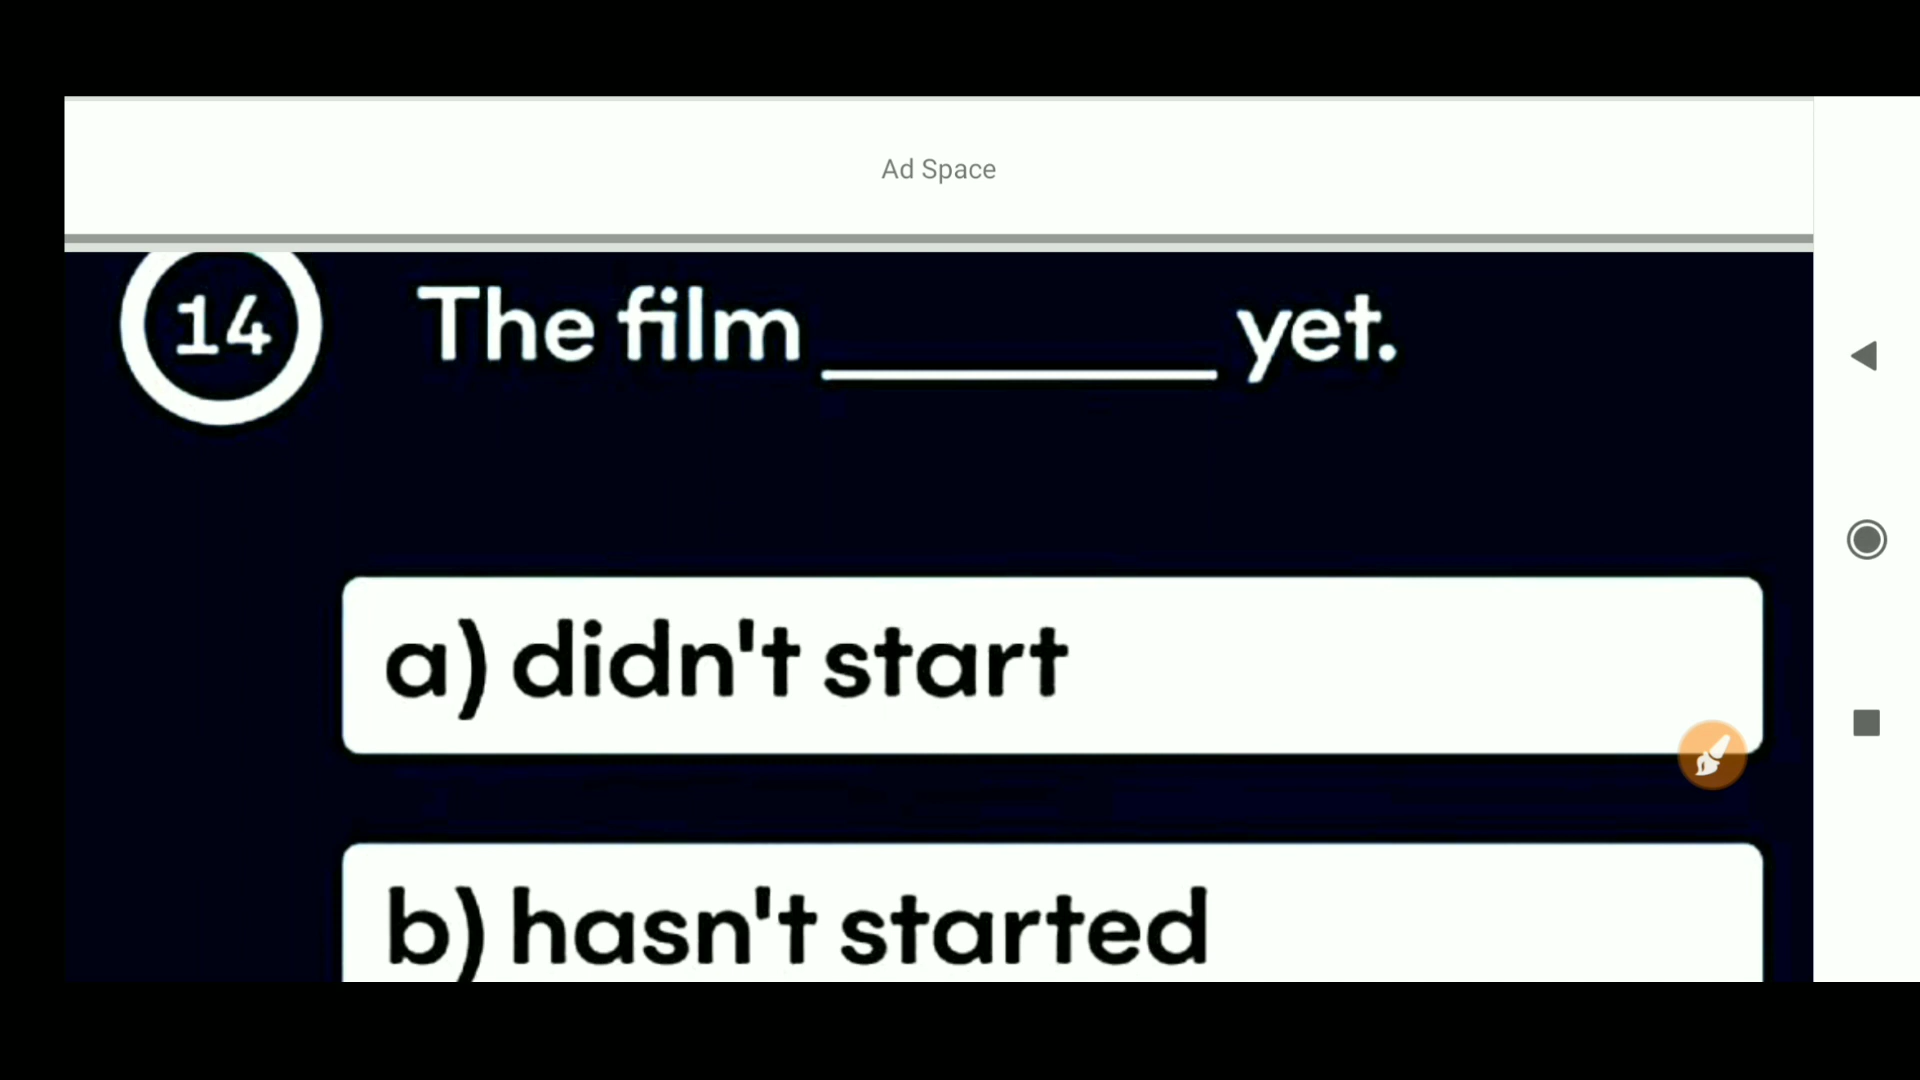 Ad Space
14 The film ________ yet.
a) didn't start
b) hasn't started